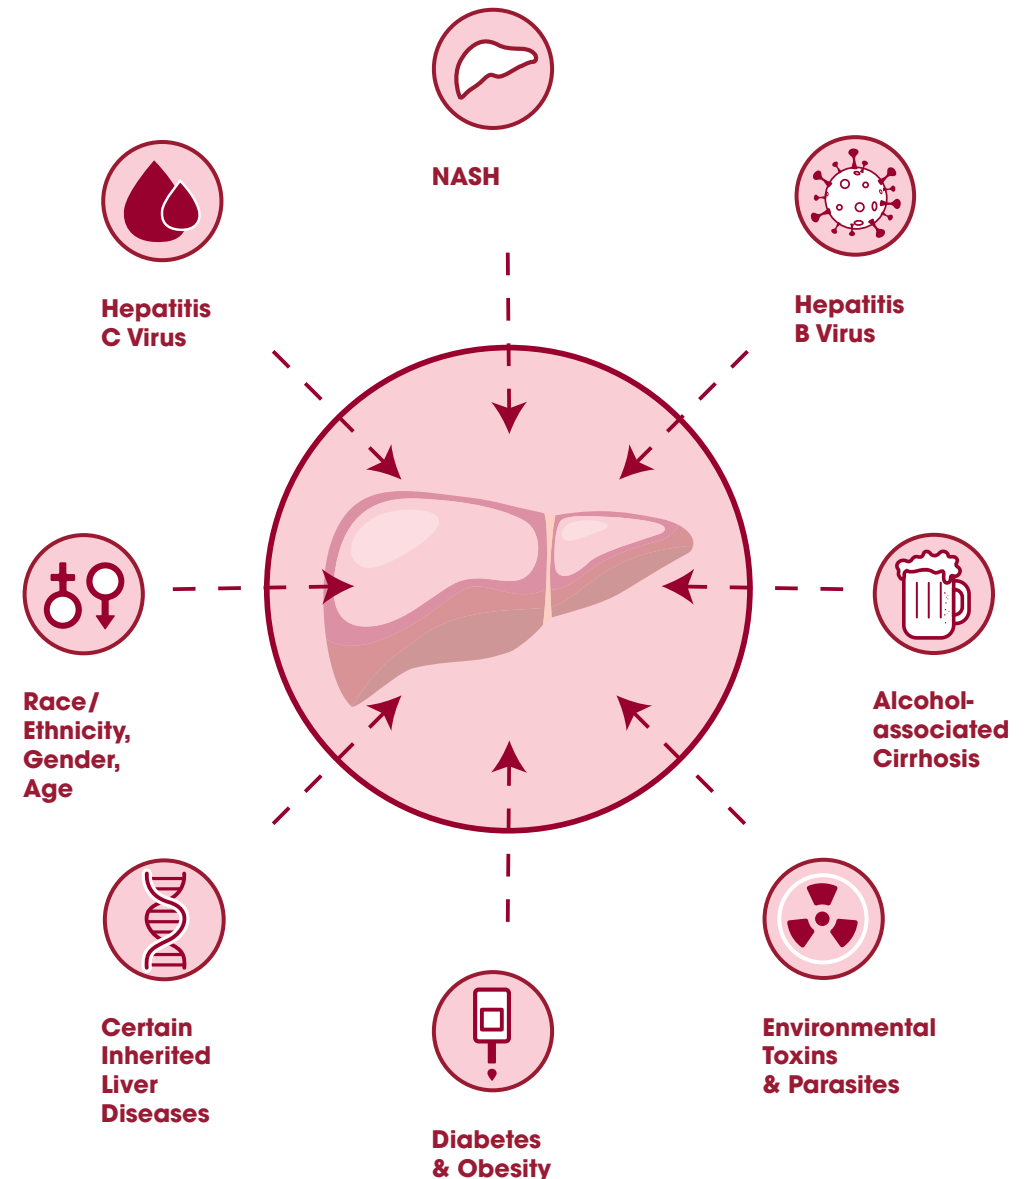 NASH
Hepatitis
B Virus
Alcohol-
associated
Cirrhosis
Environmental
Toxins
& Parasites
Diabetes
& Obesity
Certain
Inherited
Liver
Diseases
Race/
Ethnicity,
Gender,
Age
Hepatitis
C Virus